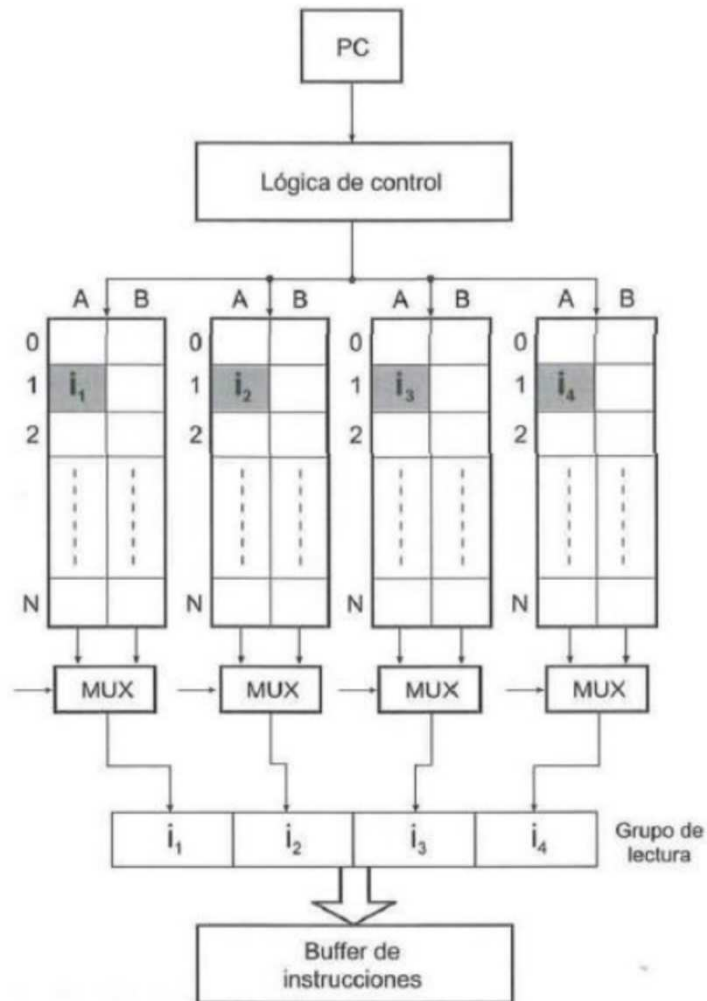 PC
Lógica de control
A B A B A B A B
0 0 0 0
1 i₁ 1 i₂ 1 i₃ 1 i₄
2 2 2 2
N N N N
MUX MUX MUX MUX
i₁ i₂ i₃ i₄ Grupo de
lectura
Buffer de
instrucciones